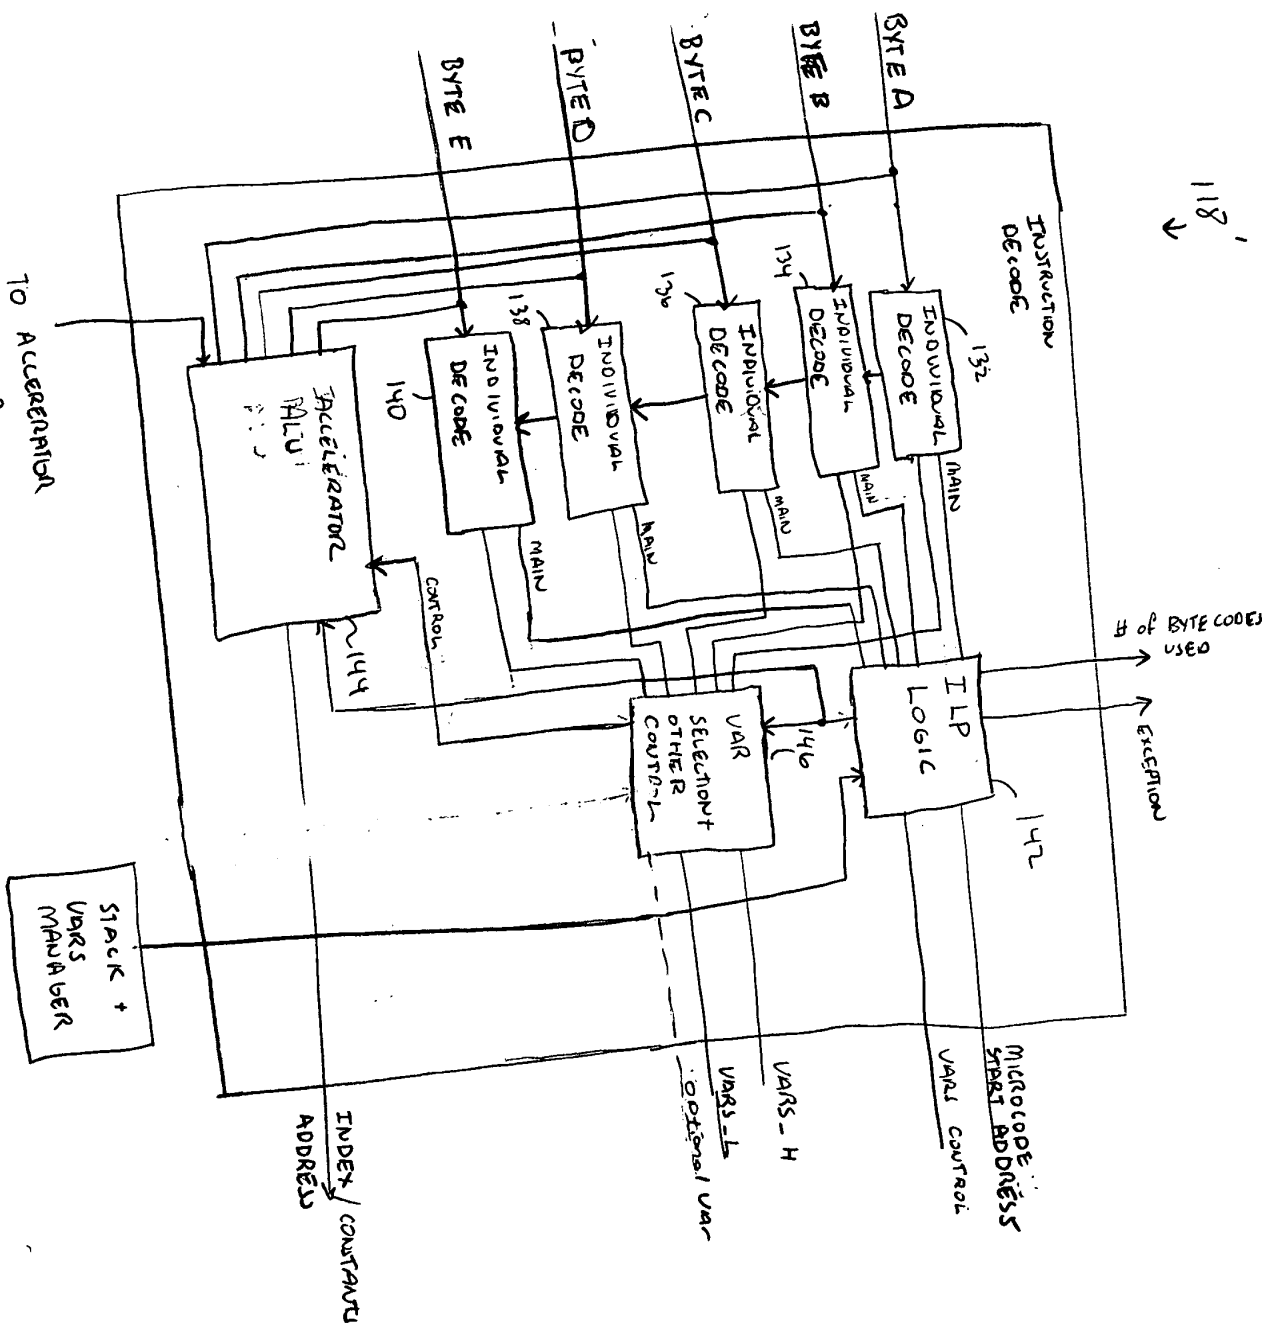 118'
INSTRUCTION
DECODE
BYTE A
BYTE B
BYTE C
BYTE D
BYTE E
132
INDIVIDUAL
DECODE
MAIN
134
INDIVIDUAL
DECODE
MAIN
136
INDIVIDUAL
DECODE
MAIN
138
INDIVIDUAL
DECODE
MAIN
140
INDIVIDUAL
DECODE
MAIN
ACCELERATOR
ALU
144
CONTROL
TO ACCERERATOR
# of BYTE CODES
USED
EXCEPTION
ILP
LOGIC
142
146
VAR
SELECTION+
OTHER
CONTROL
STACK +
VARS
MANAGER
MICROCODE
START ADDRESS
VARS CONTROL
VARS-H
VARS-L
optional Var
INDEX / CONSTANTS
ADDRESS